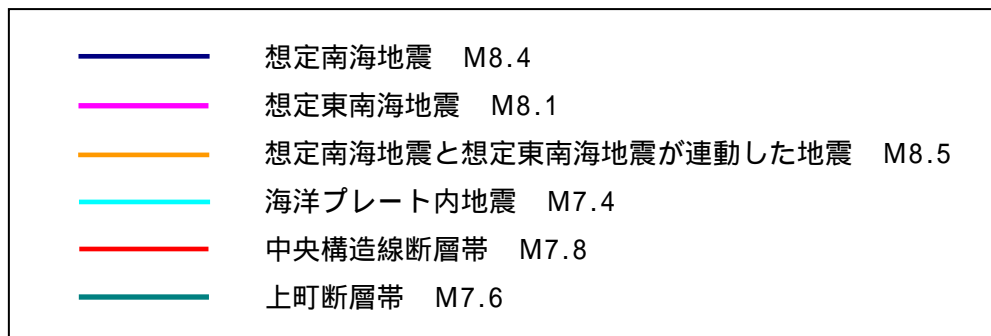 想定南海地震　M8.4
想定東南海地震　M8.1
想定南海地震と想定東南海地震が連動した地震　M8.5
海洋プレート内地震　M7.4
中央構造線断層帯　M7.8
上町断層帯　M7.6